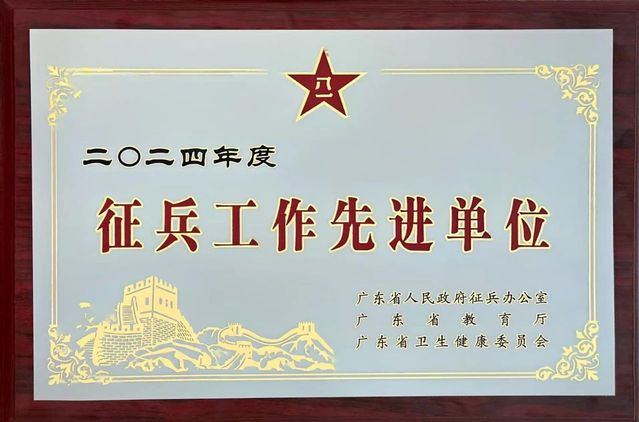 八一
二〇二四年度
征兵工作先进单位
广东省人民政府征兵办公室
广东省教育厅
广东省卫生健康委员会